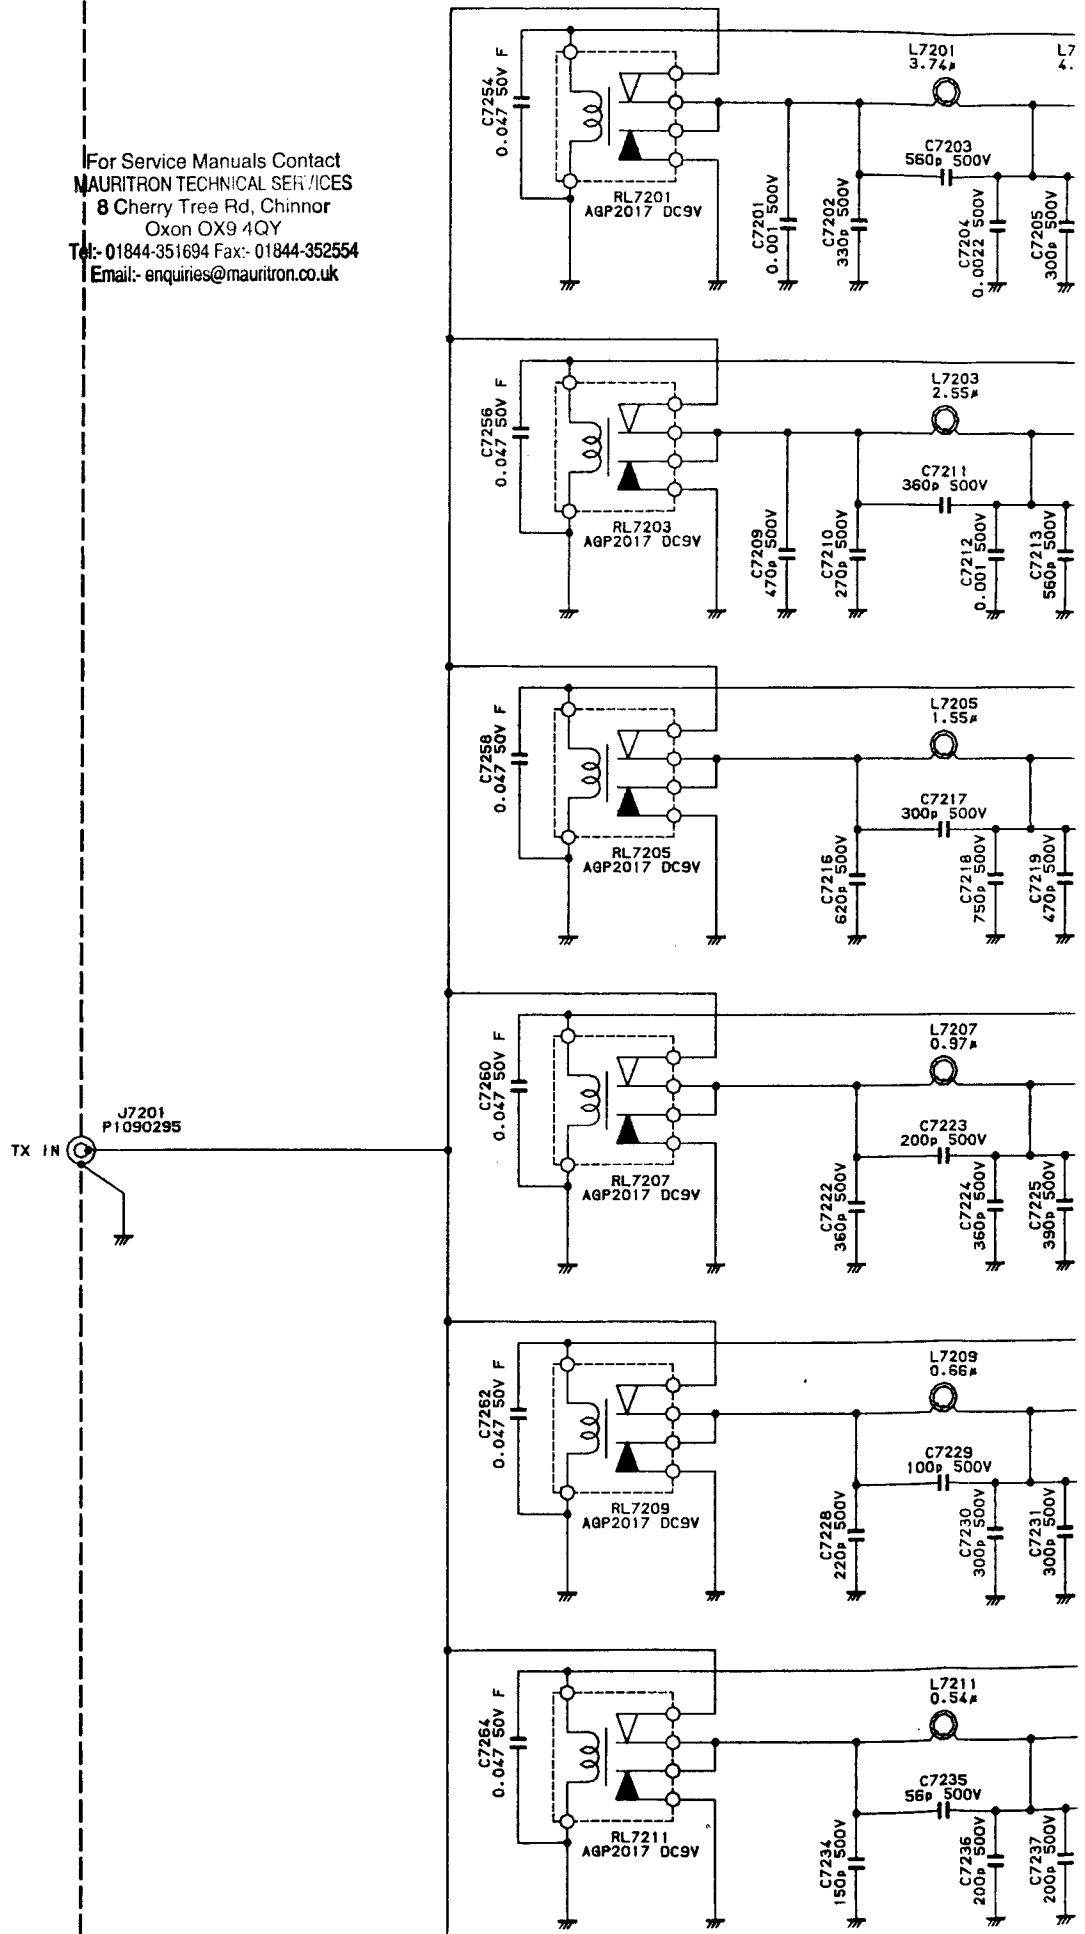 For Service Manuals Contact
MAURITRON TECHNICAL SERVICES
8 Cherry Tree Rd, Chinnor
Oxon OX9 4QY
Tel:- 01844-351694 Fax:- 01844-352554
Email:- enquiries@mauritron.co.uk
C7254
0.047 50V F
RL7201
AGP2017 DC9V
C7201
0.001 500V
C7202
330p 500V
L7201
3.74μ
C7203
560p 500V
C7204
0.0022 500V
C7205
300p 500V
L7
4.
C7256
0.047 50V F
RL7203
AGP2017 DC9V
C7209
470p 500V
C7210
270p 500V
L7203
2.55μ
C7211
360p 500V
C7212
0.001 500V
C7213
560p 500V
C7258
0.047 50V F
RL7205
AGP2017 DC9V
C7216
620p 500V
L7205
1.55μ
C7217
300p 500V
C7218
750p 500V
C7219
470p 500V
J7201
P1090295
TX IN
C7260
0.047 50V F
RL7207
AGP2017 DC9V
C7222
360p 500V
L7207
0.97μ
C7223
200p 500V
C7224
360p 500V
C7225
390p 500V
C7262
0.047 50V F
RL7209
AGP2017 DC9V
C7228
220p 500V
L7209
0.66μ
C7229
100p 500V
C7230
300p 500V
C7231
300p 500V
C7264
0.047 50V F
RL7211
AGP2017 DC9V
C7234
150p 500V
L7211
0.54μ
C7235
56p 500V
C7236
200p 500V
C7237
200p 500V